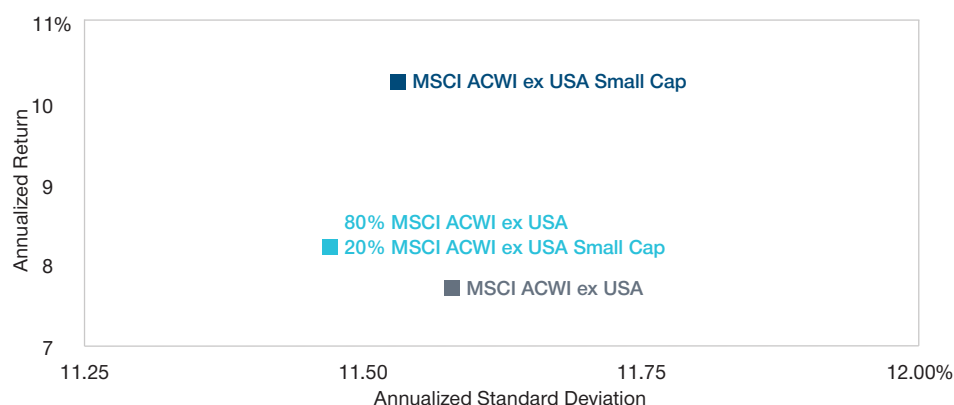 11%
MSCI ACWI ex USA Small Cap
10
Annualized Return
9
80% MSCI ACWI ex USA
20% MSCI ACWI ex USA Small Cap
8
MSCI ACWI ex USA
7
11.25
11.50
11.75
12.00%
Annualized Standard Deviation